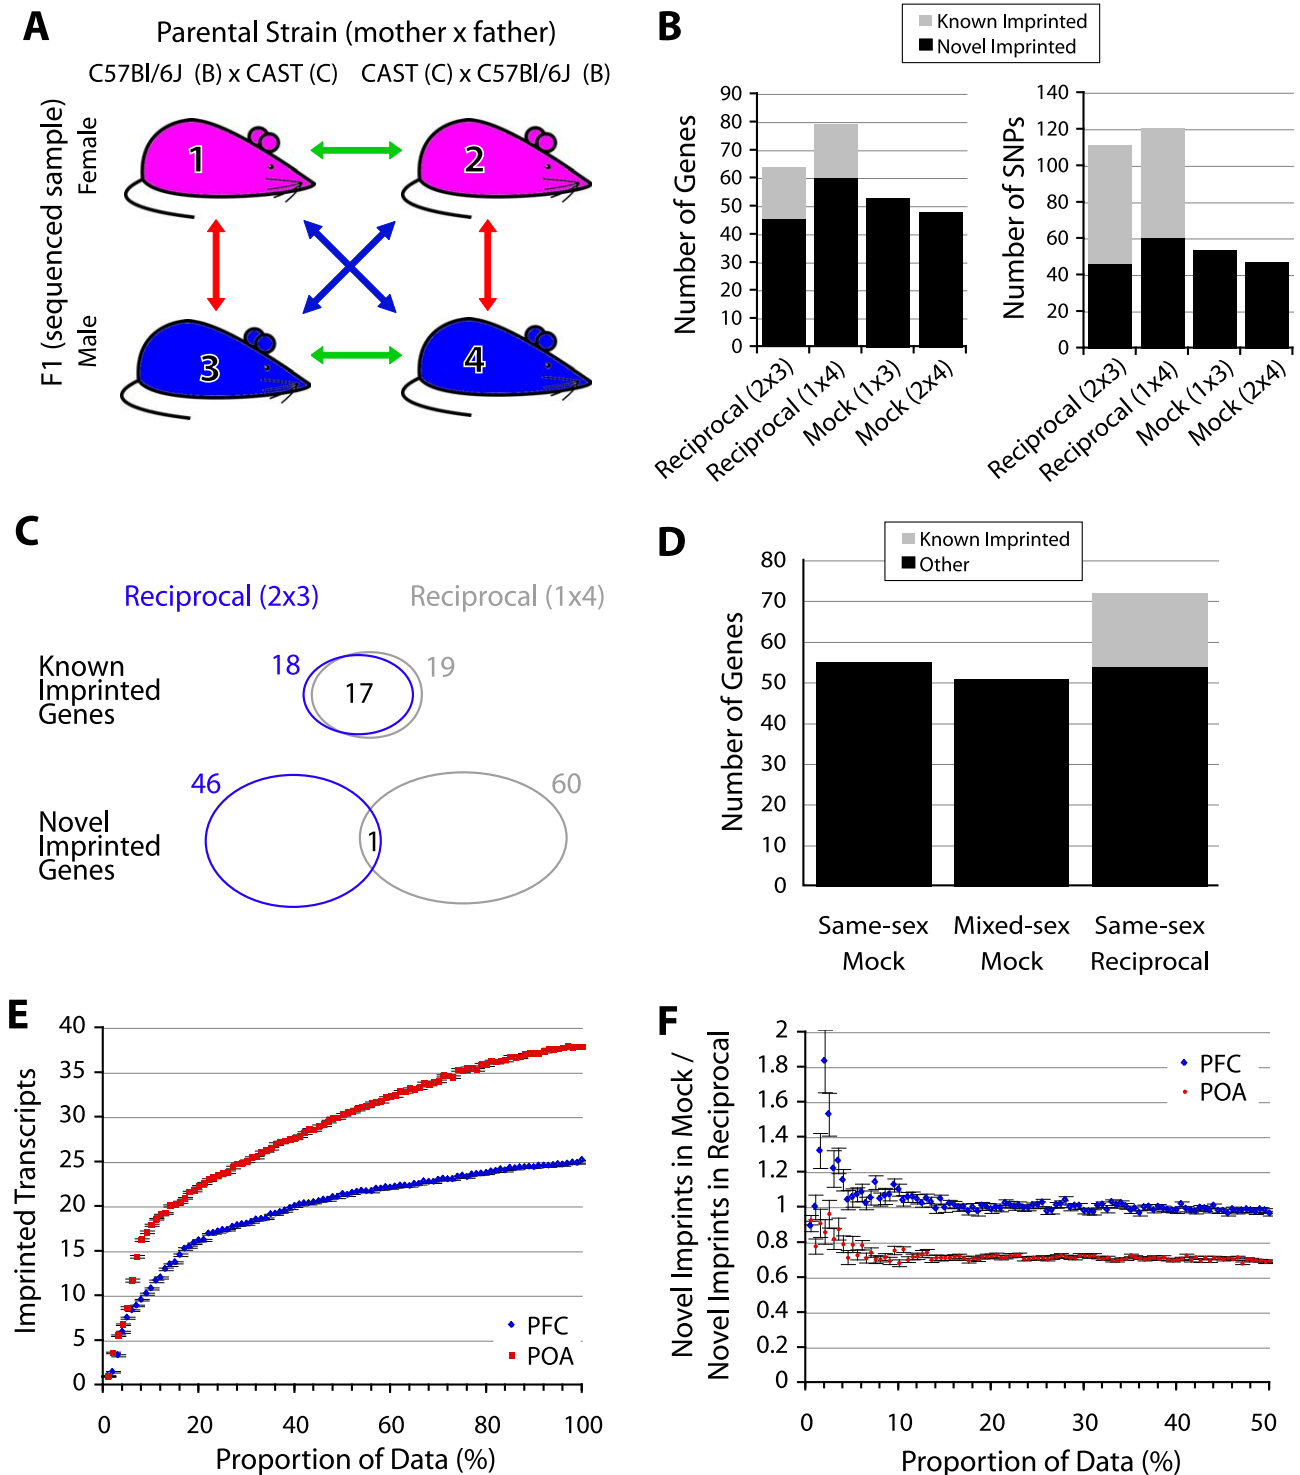 A
Parental Strain (mother x father)
C57Bl/6J (B) x CAST (C)
CAST (C) x C57Bl/6J (B)
F1 (sequenced sample)
Female
Male
1
2
3
4
B
Known Imprinted
Novel Imprinted
Number of Genes
90
80
70
60
50
40
30
20
10
0
Reciprocal (2x3)
Reciprocal (1x4)
Mock (1x3)
Mock (2x4)
Number of SNPs
140
120
100
80
60
40
20
0
Reciprocal (2x3)
Reciprocal (1x4)
Mock (1x3)
Mock (2x4)
C
Reciprocal (2x3)
Reciprocal (1x4)
Known
Imprinted
Genes
18
17
19
Novel
Imprinted
Genes
46
1
60
D
Known Imprinted
Other
Number of Genes
80
70
60
50
40
30
20
10
0
Same-sex
Mock
Mixed-sex
Mock
Same-sex
Reciprocal
E
Imprinted Transcripts
40
35
30
25
20
15
10
5
0
PFC
POA
0
20
40
60
80
100
Proportion of Data (%)
F
Novel Imprints in Mock /
Novel Imprints in Reciprocal
2
1.8
1.6
1.4
1.2
1
0.8
0.6
0.4
0.2
0
PFC
POA
0
10
20
30
40
50
Proportion of Data (%)